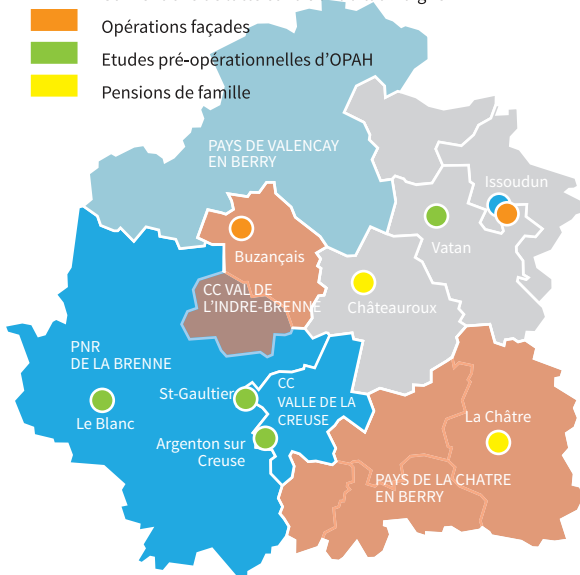 Opérations façades
Etudes pré-opérationnelles d'OPAH
Pensions de famille
PAYS DE VALENCAY
EN BERRY
Issoudun
Buzançais
Vatan
CC VAL DE
L'INDRE-BRENNE
Châteauroux
PNR
DE LA BRENNE
St-Gaultier
CC
VALLE DE LA
CREUSE
Le Blanc
La Châtre
Argenton sur
Creuse
PAYS DE LA CHATRE
EN BERRY